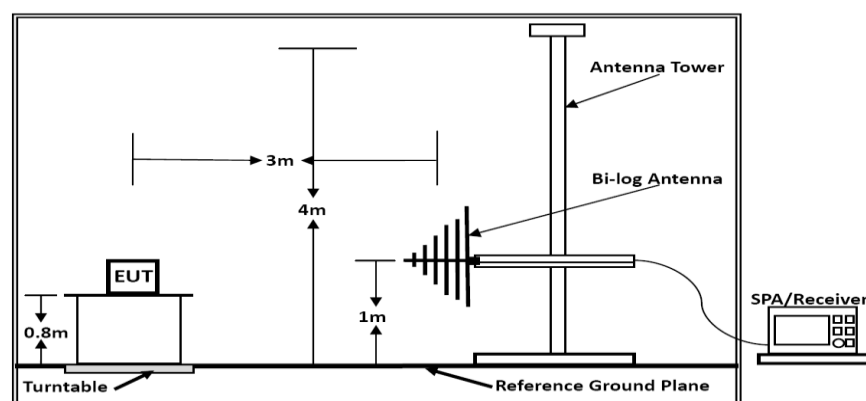 Antenna Tower
3m
Bi-log Antenna
4m
EUT
SPA/Receiver
0.8m
1m
Turntable
Reference Ground Plane